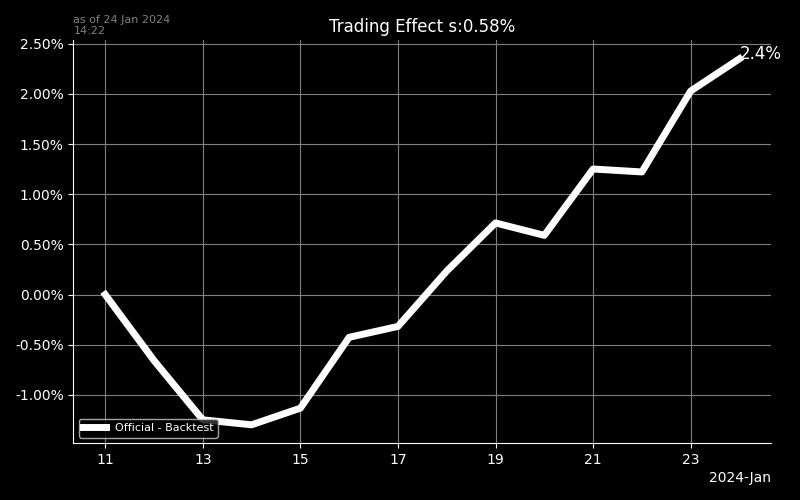 as of 24 Jan 2024
14:22
Trading Effect s:0.58%
2.50%
2.4%
2.00%
1.50%
1.00%
0.50%
0.00%
-0.50%
-1.00%
Official - Backtest
11 13 15 17 19 21 23
2024-Jan